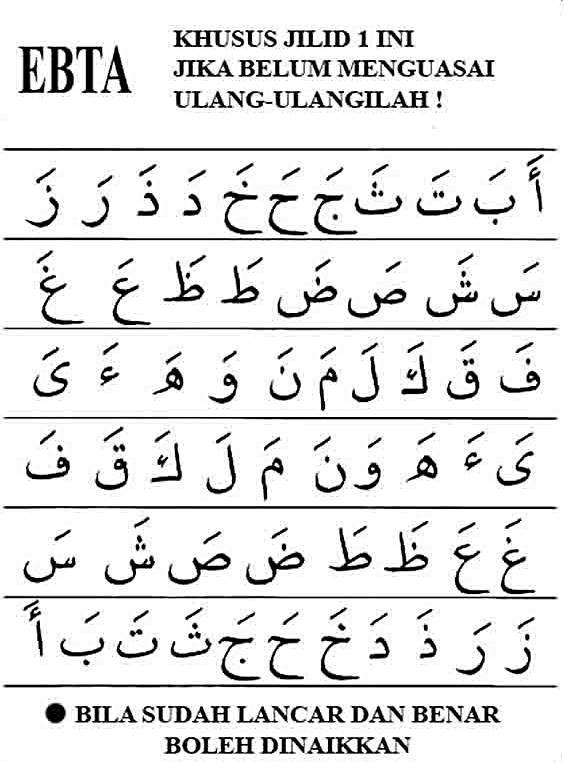 EBTA
KHUSUS JILID 1 INI
JIKA BELUM MENGUASAI
ULANG-ULANGILAH !
أَ بَ تَ ثَ جَ حَ خَ دَ ذَ رَ زَ
سَ شَ صَ ضَ طَ ظَ عَ غَ
فَ قَ كَ لَ مَ نَ وَ هَ ءَ ىَ
ىَ ءَ هَ وَ نَ مَ لَ كَ قَ فَ
غَ عَ ظَ طَ ضَ صَ شَ سَ
زَ رَ ذَ دَ خَ حَ جَ ثَ تَ بَ أَ
● BILA SUDAH LANCAR DAN BENAR
BOLEH DINAIKKAN